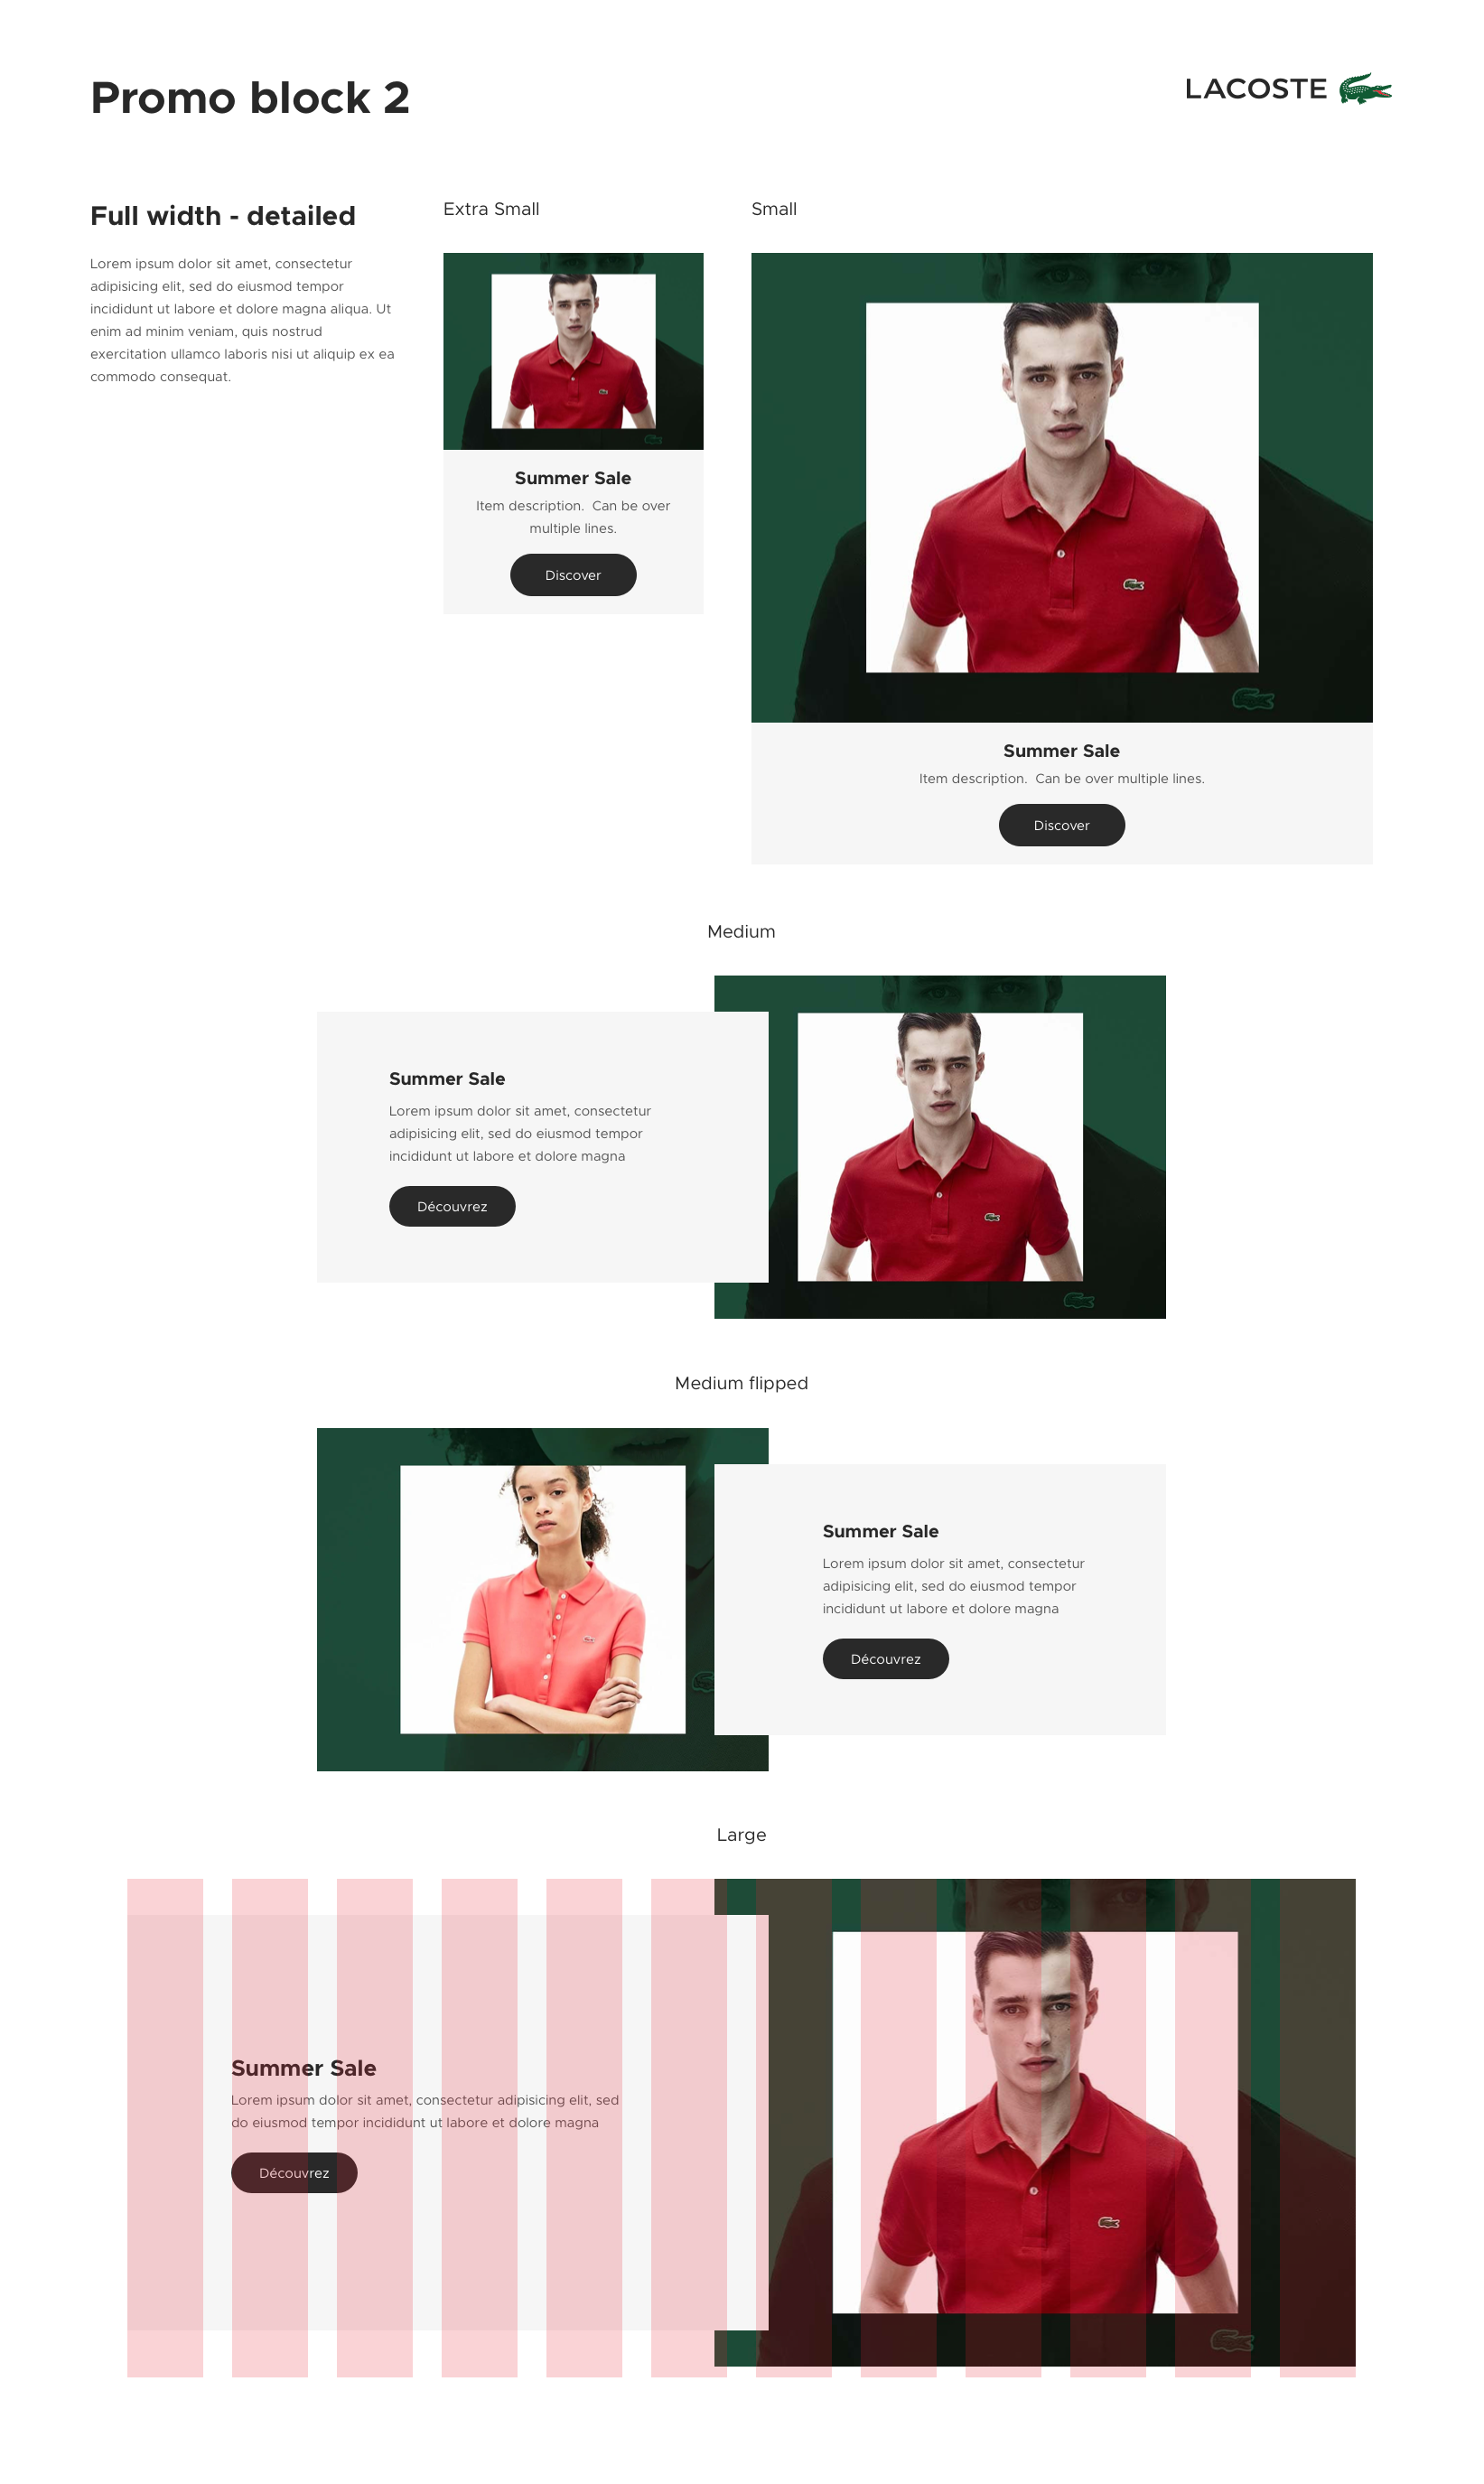 Promo block 2
LACOSTE
Full width - detailed
Lorem ipsum dolor sit amet, consectetur
adipisicing elit, sed do eiusmod tempor
incididunt ut labore et dolore magna aliqua. Ut
enim ad minim veniam, quis nostrud
exercitation ullamco laboris nisi ut aliquip ex ea
commodo consequat.
Extra Small
Summer Sale
Item description.  Can be over
multiple lines.
Discover
Small
Summer Sale
Item description.  Can be over multiple lines.
Discover
Medium
Summer Sale
Lorem ipsum dolor sit amet, consectetur
adipisicing elit, sed do eiusmod tempor
incididunt ut labore et dolore magna
Découvrez
Medium flipped
Summer Sale
Lorem ipsum dolor sit amet, consectetur
adipisicing elit, sed do eiusmod tempor
incididunt ut labore et dolore magna
Découvrez
Large
Summer Sale
Lorem ipsum dolor sit amet, consectetur adipisicing elit, sed
do eiusmod tempor incididunt ut labore et dolore magna
Découvrez